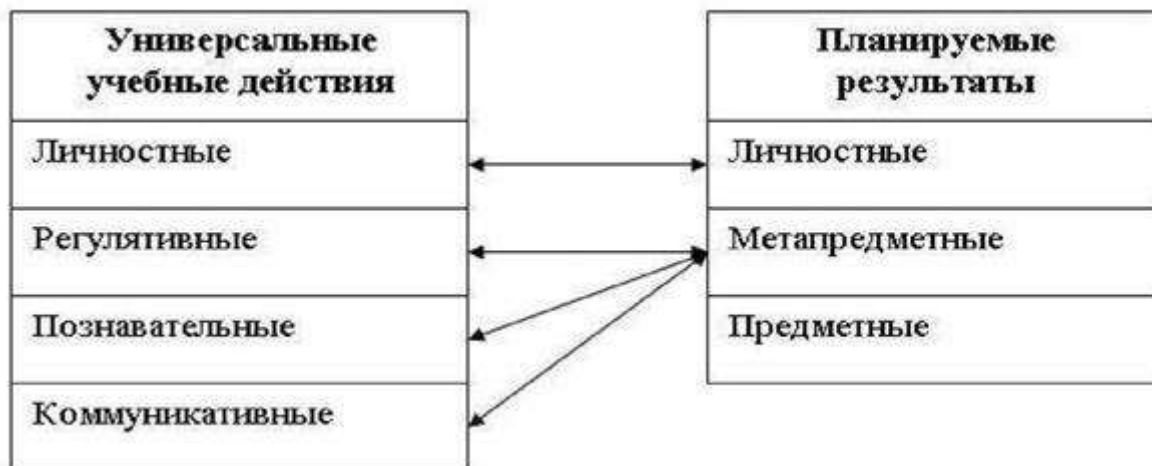 Универсальные
учебные действия
Личностные
Регулятивные
Познавательные
Коммуникативные
Планируемые
результаты
Личностные
Метапредметные
Предметные